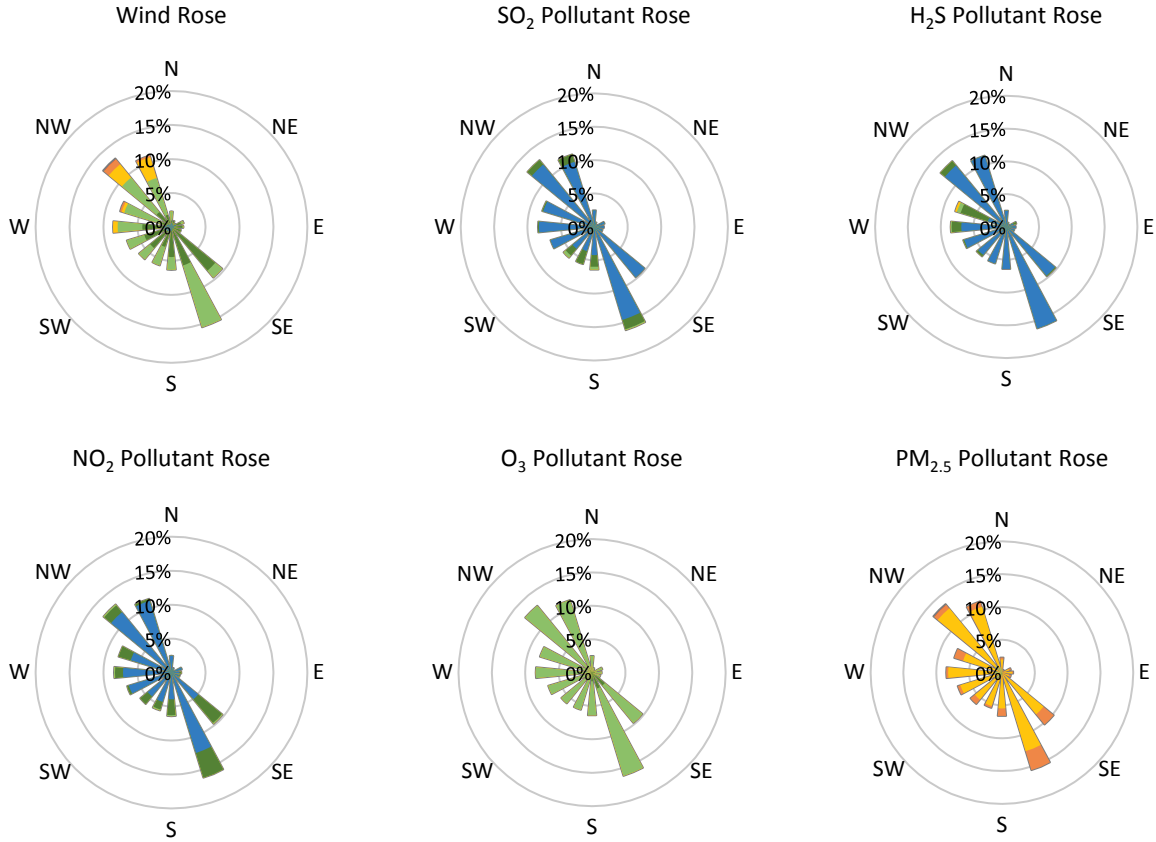 Wind Rose
N
20%
NW
NE
15%
10%
5%
W
0%
E
SW
SE
S
SO₂ Pollutant Rose
N
20%
NW
NE
15%
10%
5%
W
0%
E
SW
SE
S
H₂S Pollutant Rose
N
20%
NW
NE
15%
10%
5%
W
0%
E
SW
SE
S
NO₂ Pollutant Rose
N
20%
NW
NE
15%
10%
5%
W
0%
E
SW
SE
S
O₃ Pollutant Rose
N
20%
NW
NE
15%
10%
5%
W
0%
E
SW
SE
S
PM₂.₅ Pollutant Rose
N
20%
NW
NE
15%
10%
5%
W
0%
E
SW
SE
S